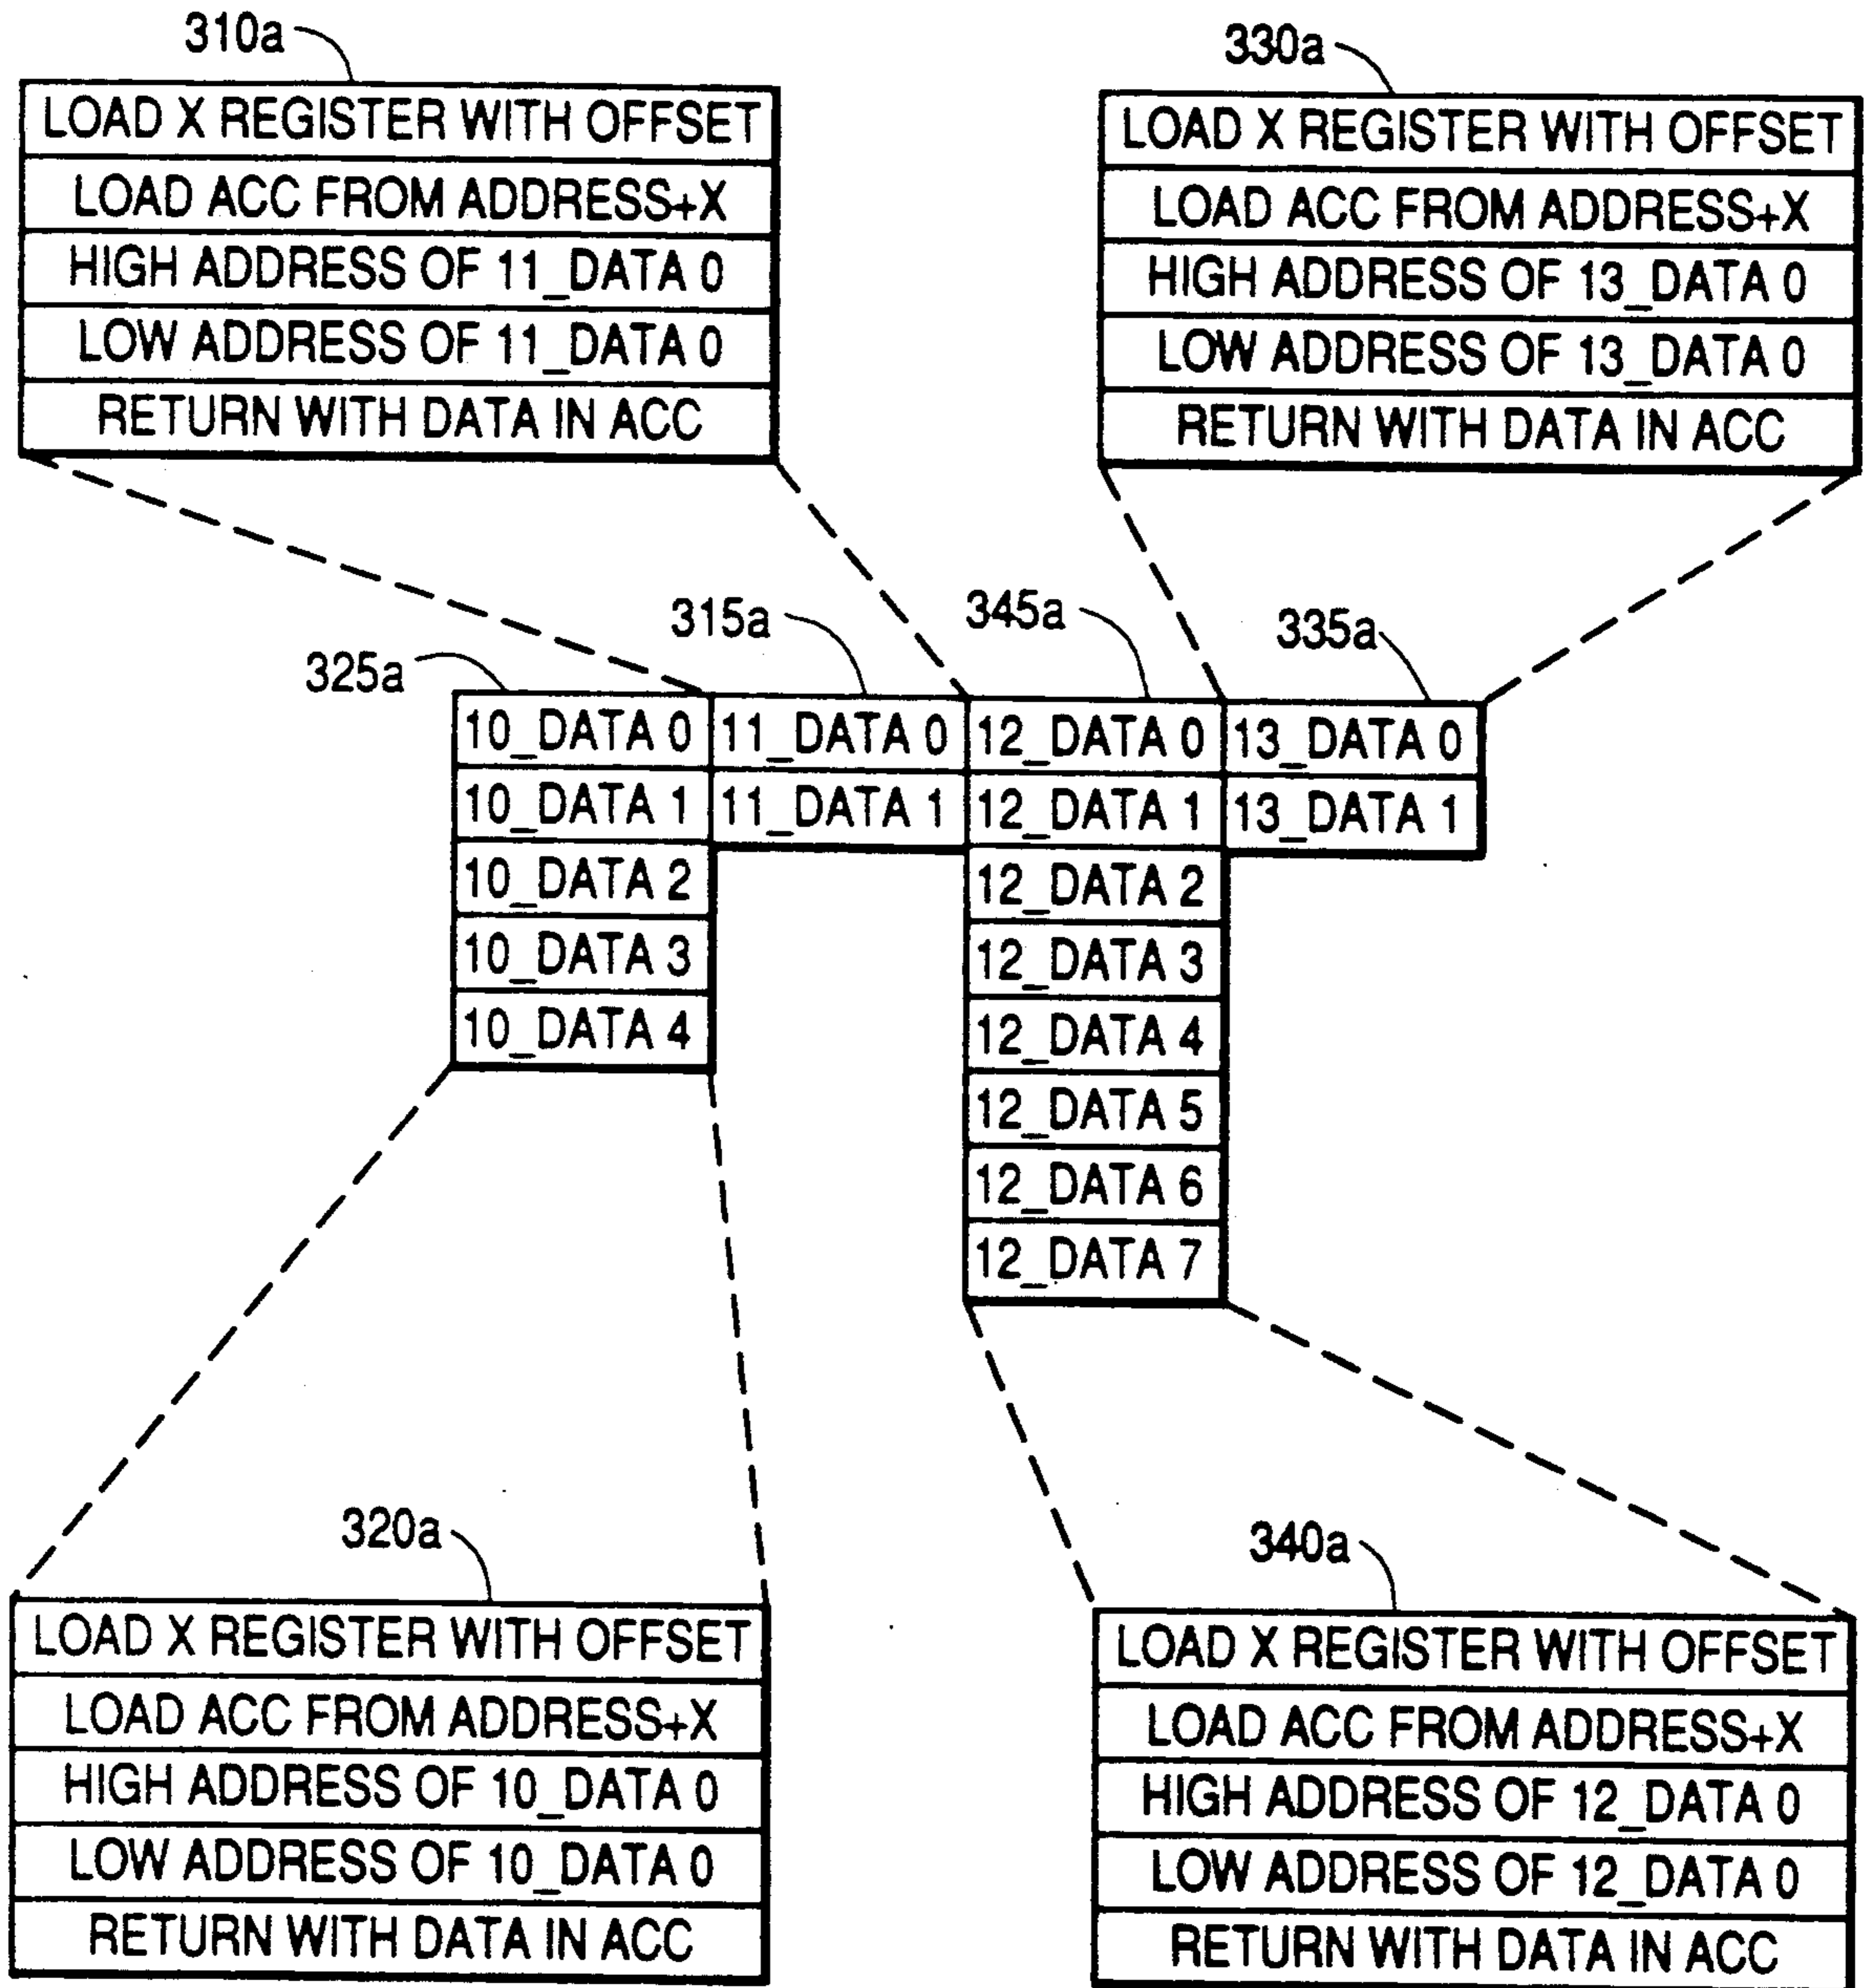 310a
LOAD X REGISTER WITH OFFSET
LOAD ACC FROM ADDRESS+X
HIGH ADDRESS OF 11_DATA 0
LOW ADDRESS OF 11_DATA 0
RETURN WITH DATA IN ACC
330a
LOAD X REGISTER WITH OFFSET
LOAD ACC FROM ADDRESS+X
HIGH ADDRESS OF 13_DATA 0
LOW ADDRESS OF 13_DATA 0
RETURN WITH DATA IN ACC
325a
10_DATA 0
10_DATA 1
10_DATA 2
10_DATA 3
10_DATA 4
315a
11_DATA 0
11_DATA 1
345a
12_DATA 0
12_DATA 1
12_DATA 2
12_DATA 3
12_DATA 4
12_DATA 5
12_DATA 6
12_DATA 7
335a
13_DATA 0
13_DATA 1
320a
LOAD X REGISTER WITH OFFSET
LOAD ACC FROM ADDRESS+X
HIGH ADDRESS OF 10_DATA 0
LOW ADDRESS OF 10_DATA 0
RETURN WITH DATA IN ACC
340a
LOAD X REGISTER WITH OFFSET
LOAD ACC FROM ADDRESS+X
HIGH ADDRESS OF 12_DATA 0
LOW ADDRESS OF 12_DATA 0
RETURN WITH DATA IN ACC